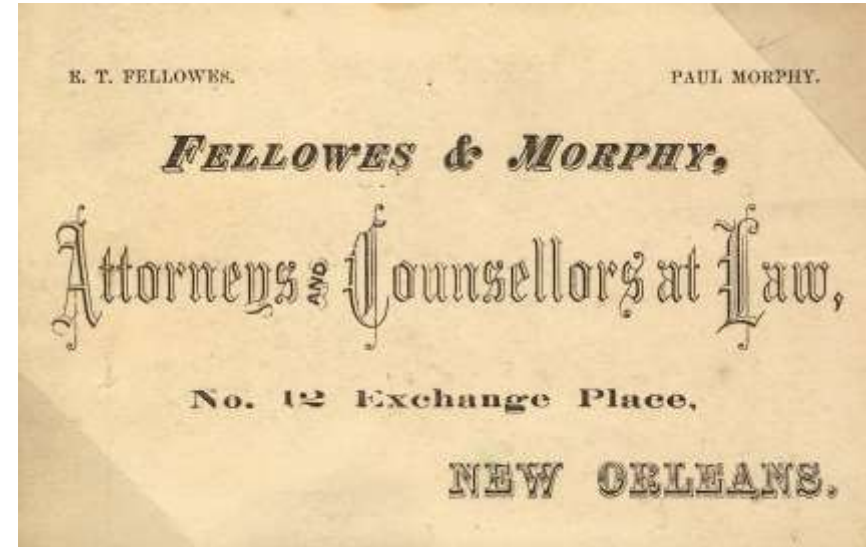 E. T. FELLOWES. PAUL MORPHY.
FELLOWES & MORPHY,
Attorneys AND Counsellors at Law,
No. 12 Exchange Place,
NEW ORLEANS.